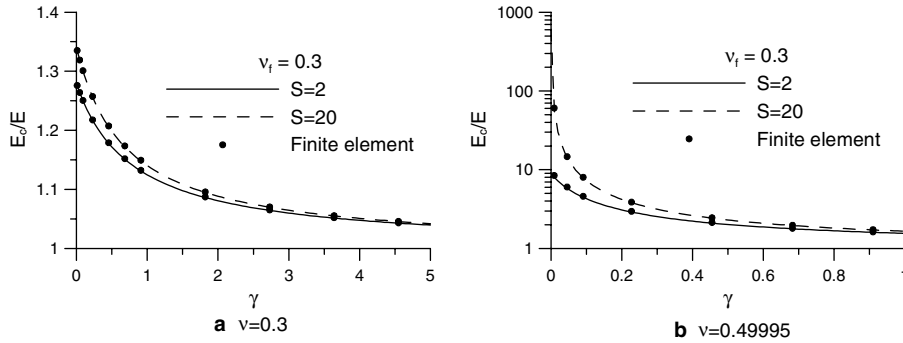 1.4
1.3
1.2
1.1
1
E_c/E
ν_f = 0.3
S=2
S=20
Finite element
0 1 2 3 4 5
γ
a ν=0.3
1000
100
10
1
E_c/E
ν_f = 0.3
S=2
S=20
Finite element
0 0.2 0.4 0.6 0.8 1
γ
b ν=0.49995